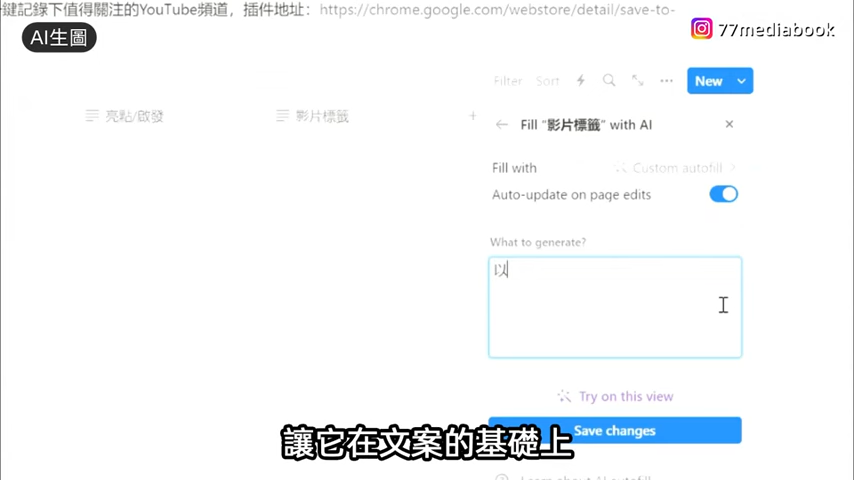 鍵記錄下值得關注的YouTube頻道，插件地址：https://chrome.google.com/webstore/detail/save-to-
AI生圖
77mediabook
Filter Sort New
亮點/啟發 影片標籤 +
Fill “影片標籤” with AI
Fill with Custom autofill
Auto-update on page edits
What to generate?
以
Try on this view
Save changes
讓它在文案的基礎上
Learn about AI autofill